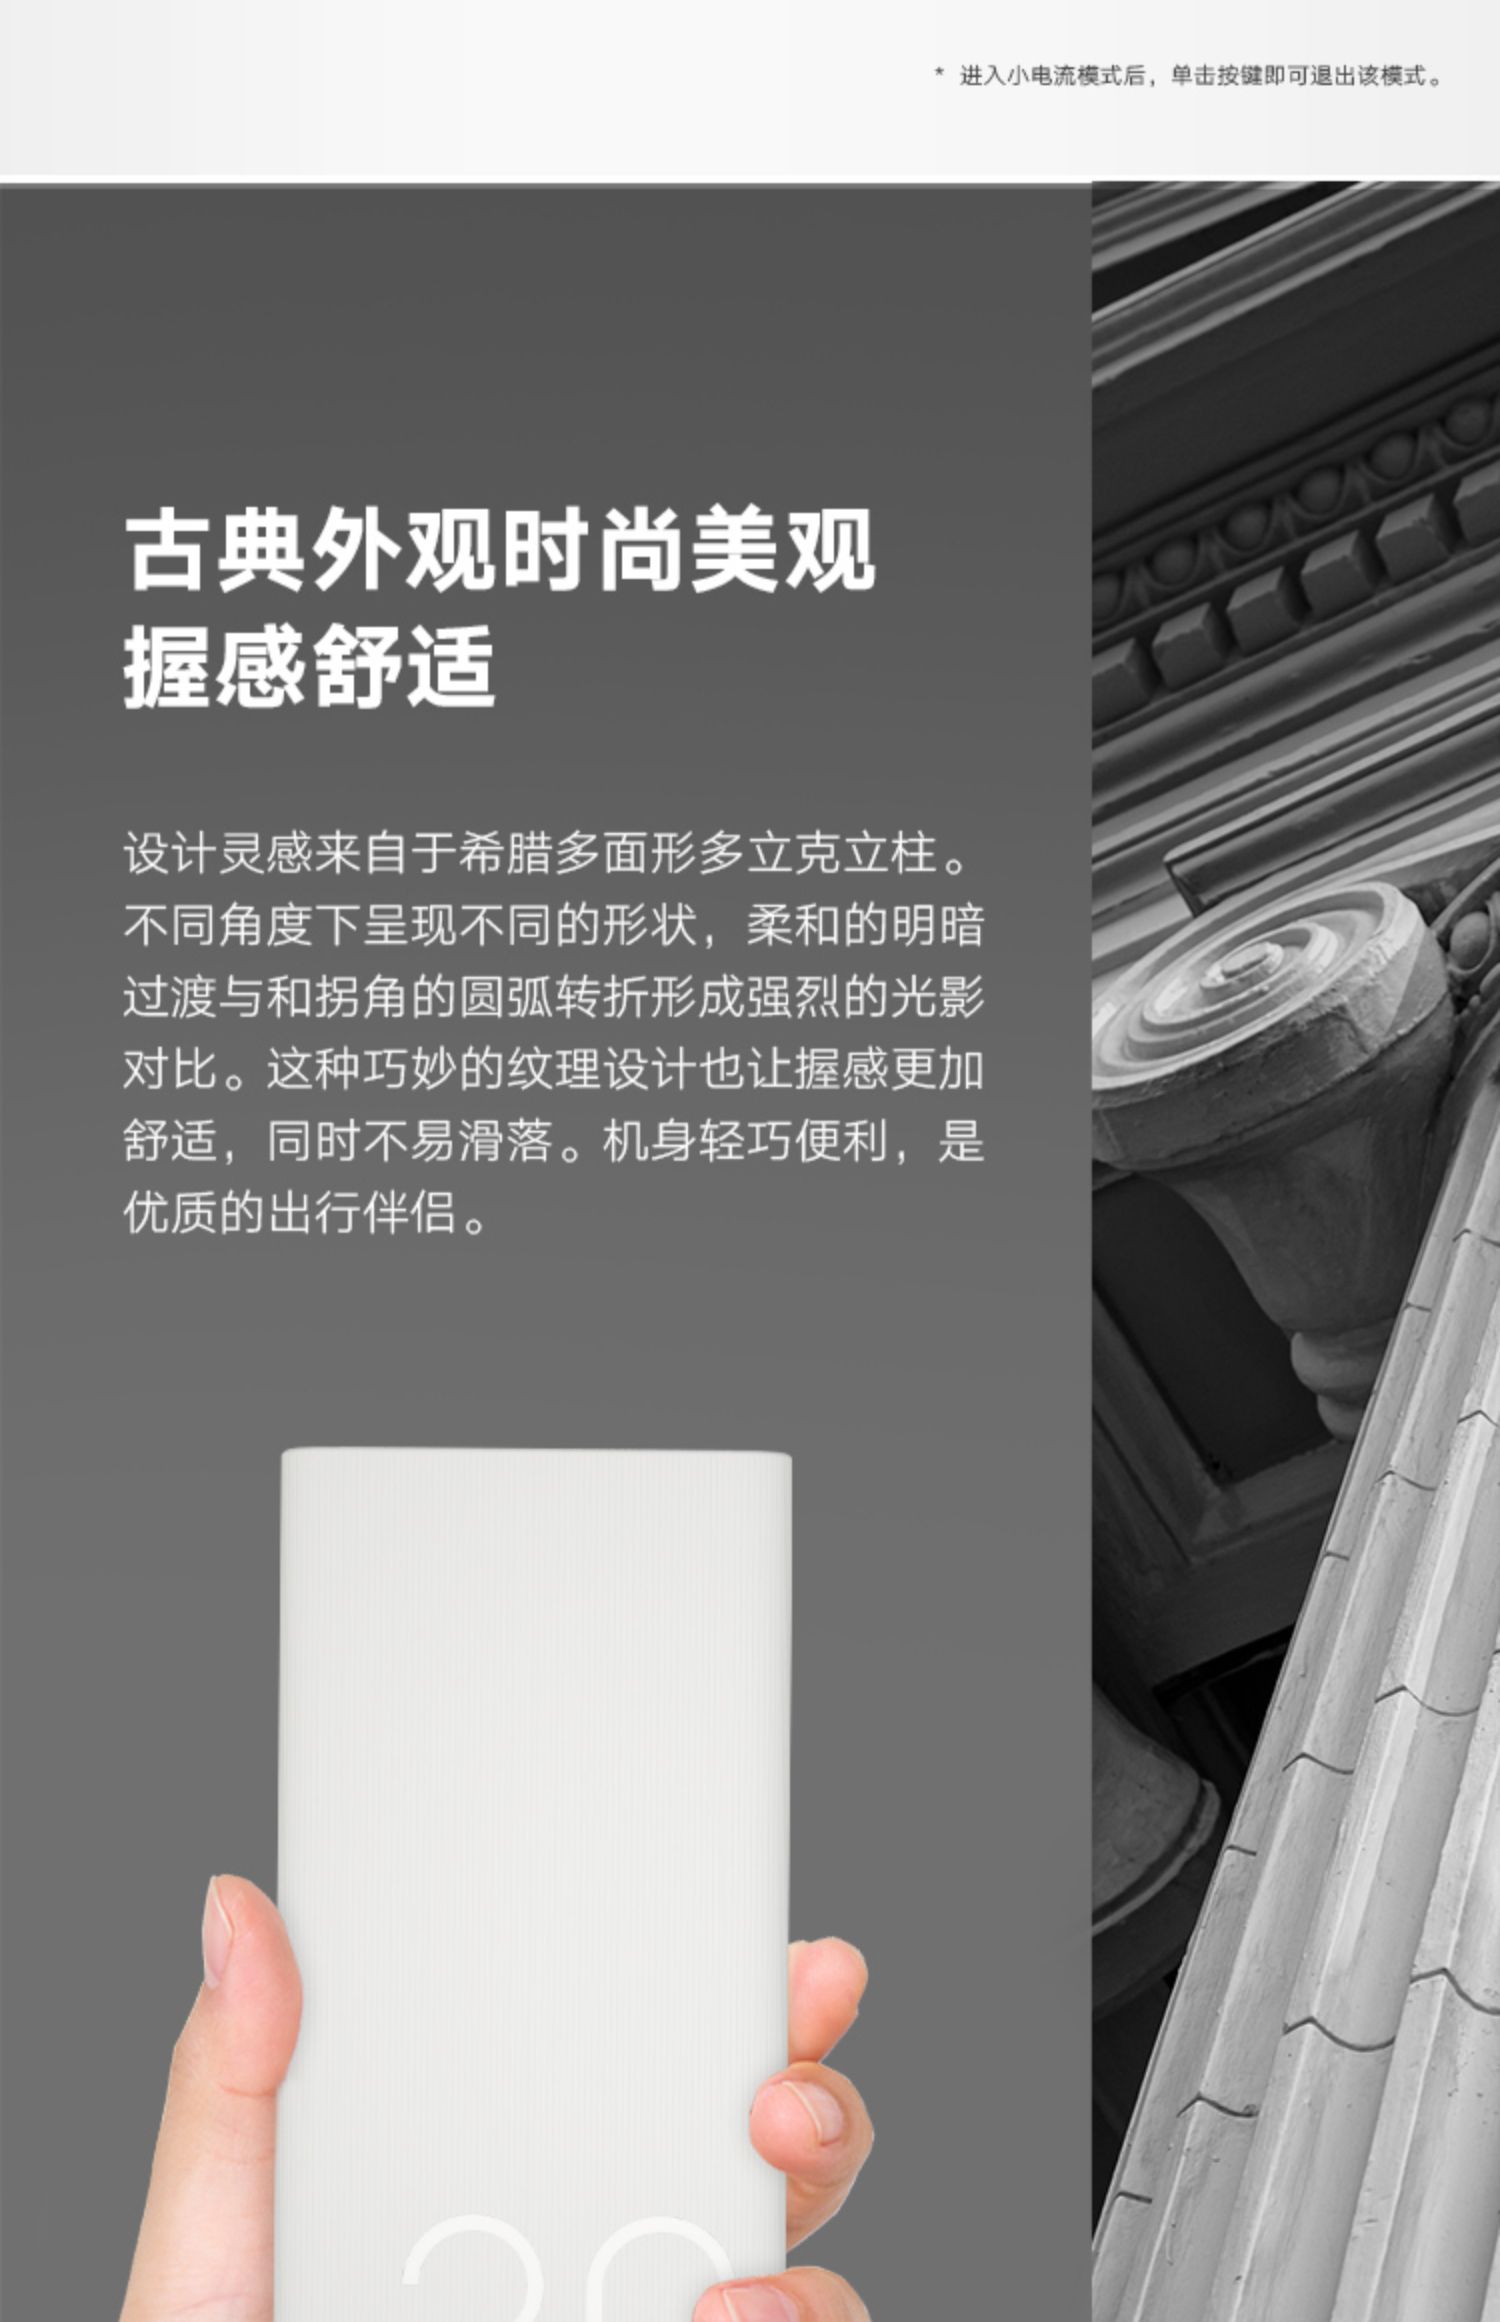 * 进入小电流模式后，单击按键即可退出该模式。
古典外观时尚美观
握感舒适
设计灵感来自于希腊多面形多立克立柱。
不同角度下呈现不同的形状，柔和的明暗
过渡与和拐角的圆弧转折形成强烈的光影
对比。这种巧妙的纹理设计也让握感更加
舒适，同时不易滑落。机身轻巧便利，是
优质的出行伴侣。